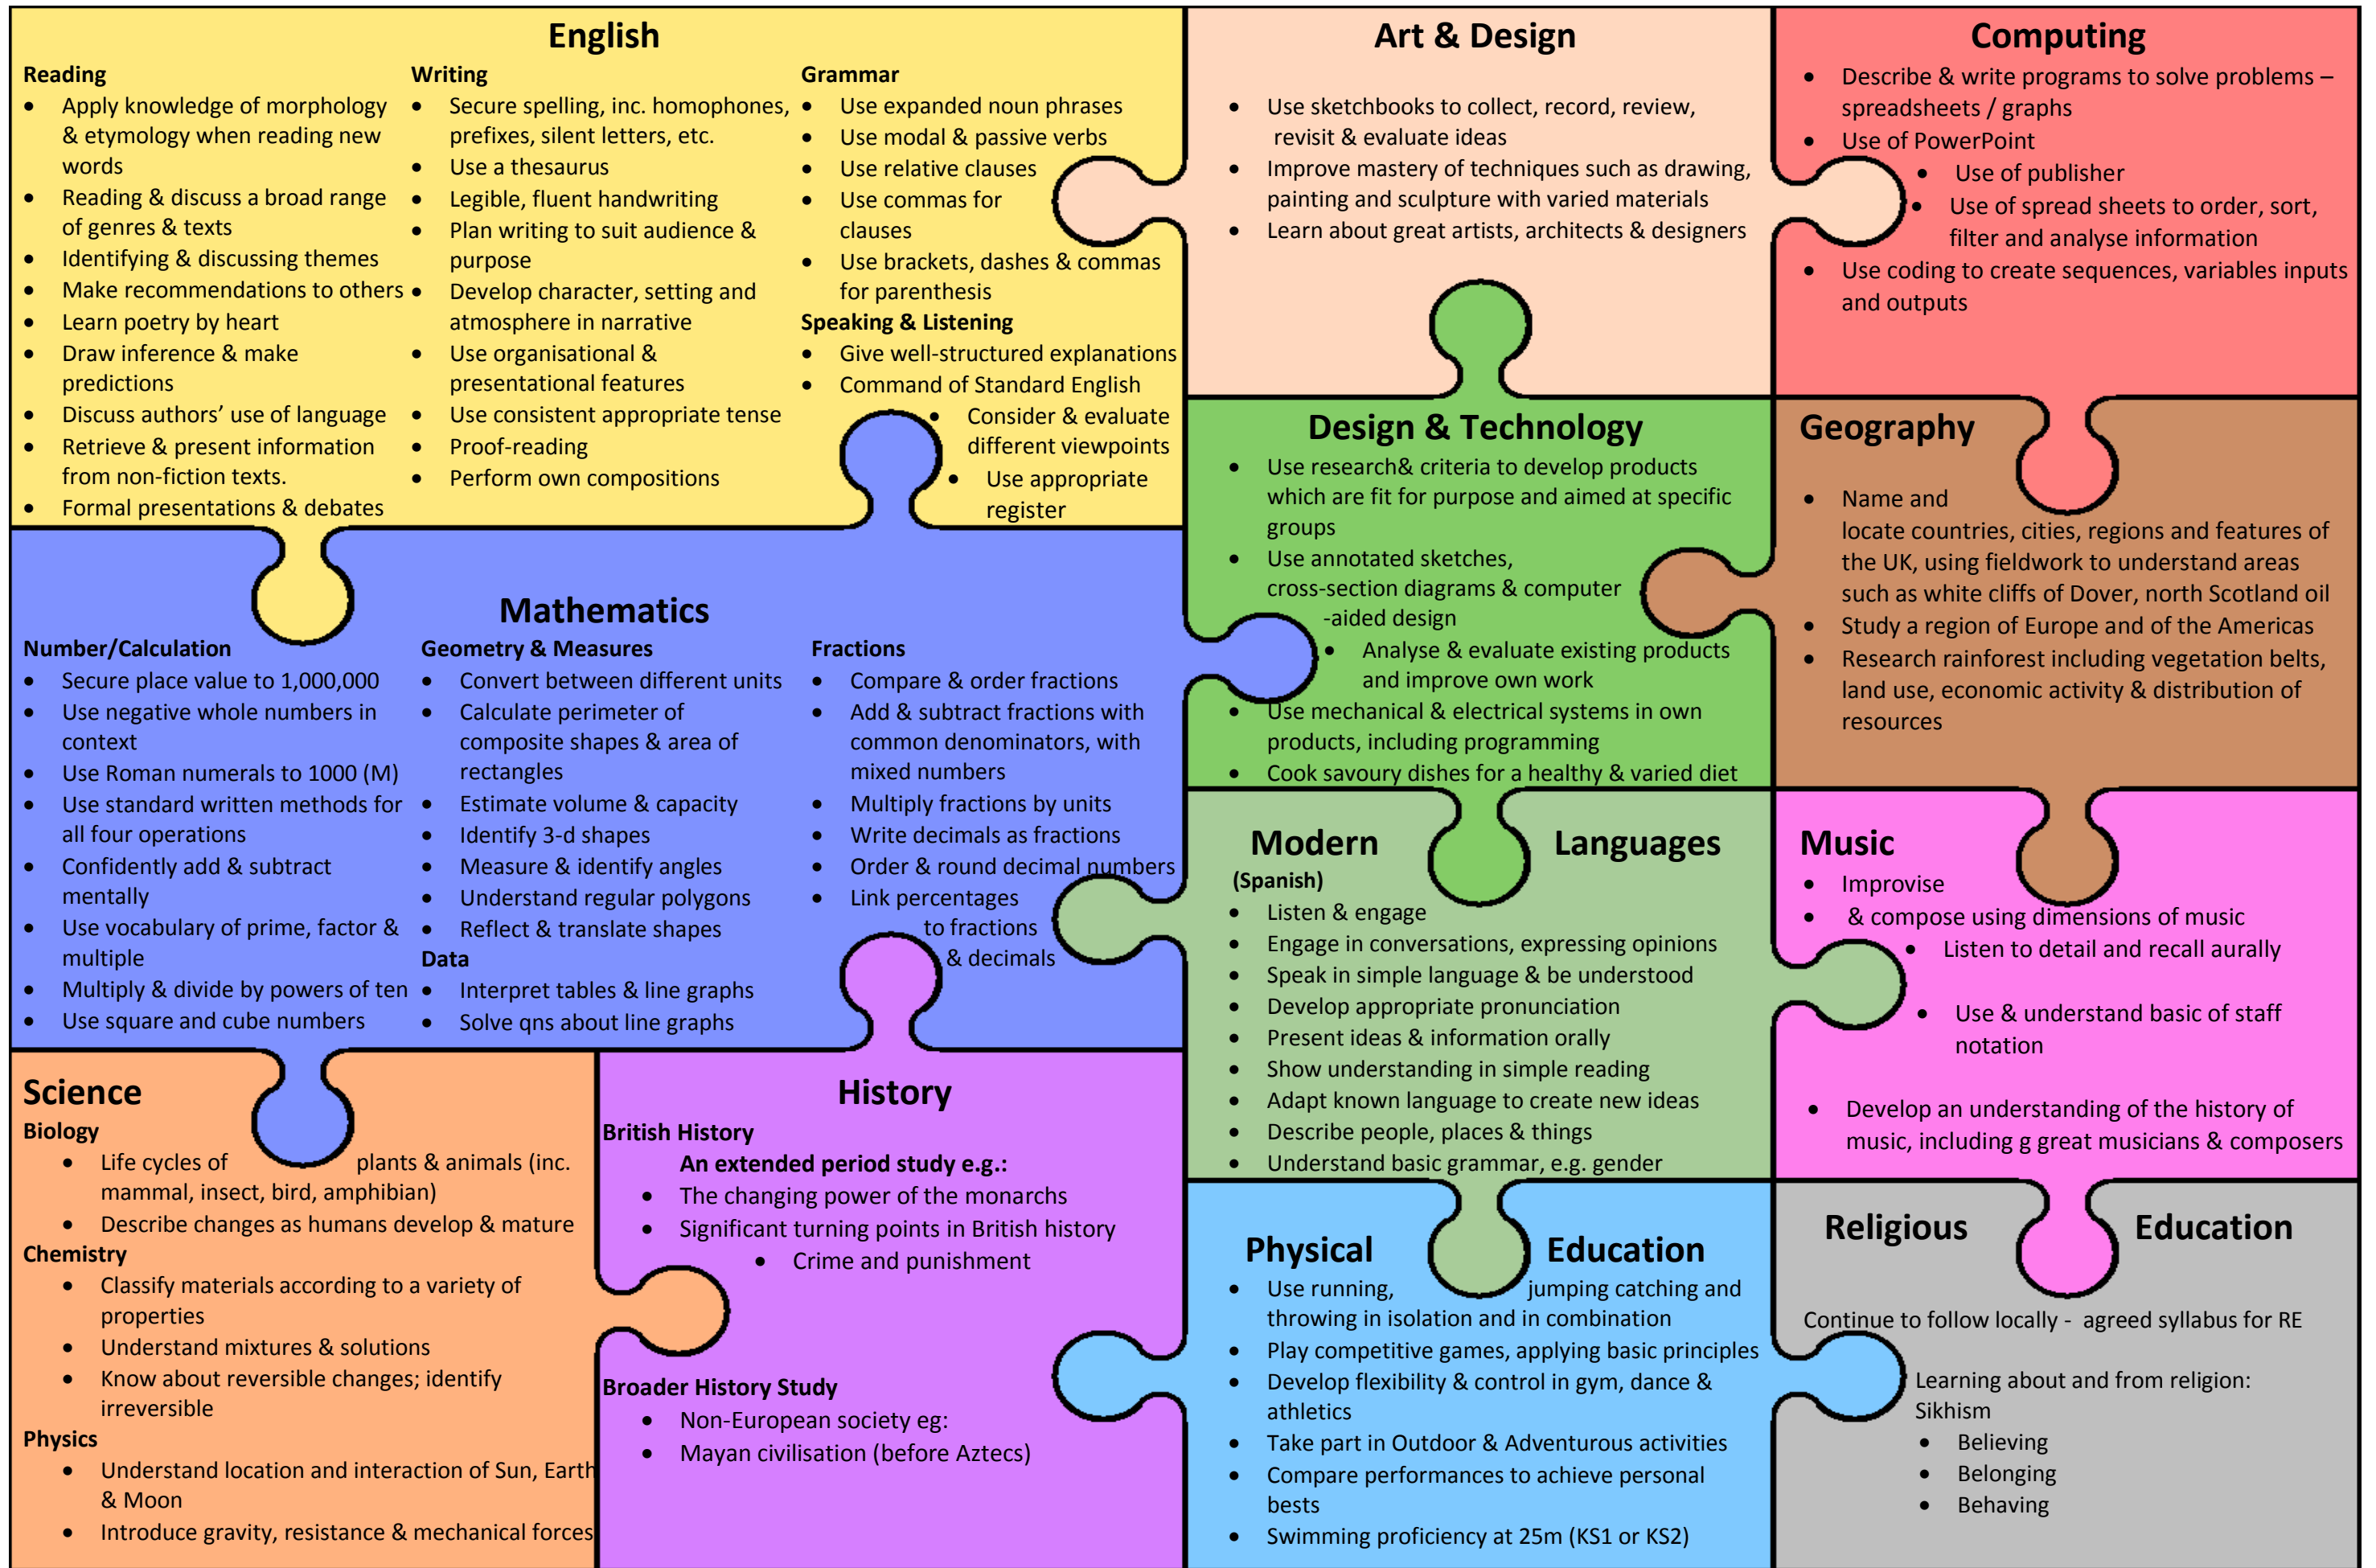 English
Reading
• Apply knowledge of morphology
& etymology when reading new
words
• Reading & discuss a broad range
of genres & texts
• Identifying & discussing themes
• Make recommendations to others
• Learn poetry by heart
• Draw inference & make
predictions
• Discuss authors’ use of language
• Retrieve & present information
from non-fiction texts.
• Formal presentations & debates
Writing
• Secure spelling, inc. homophones,
prefixes, silent letters, etc.
• Use a thesaurus
• Legible, fluent handwriting
• Plan writing to suit audience &
purpose
• Develop character, setting and
atmosphere in narrative
• Use organisational &
presentational features
• Use consistent appropriate tense
• Proof-reading
• Perform own compositions
Grammar
• Use expanded noun phrases
• Use modal & passive verbs
• Use relative clauses
• Use commas for
clauses
• Use brackets, dashes & commas
for parenthesis
Speaking & Listening
• Give well-structured explanations
• Command of Standard English
• Consider & evaluate
different viewpoints
• Use appropriate
register
Art & Design
• Use sketchbooks to collect, record, review,
revisit & evaluate ideas
• Improve mastery of techniques such as drawing,
painting and sculpture with varied materials
• Learn about great artists, architects & designers
Computing
• Describe & write programs to solve problems –
spreadsheets / graphs
• Use of PowerPoint
• Use of publisher
• Use of spread sheets to order, sort,
filter and analyse information
• Use coding to create sequences, variables inputs
and outputs
Mathematics
Number/Calculation
• Secure place value to 1,000,000
• Use negative whole numbers in
context
• Use Roman numerals to 1000 (M)
• Use standard written methods for
all four operations
• Confidently add & subtract
mentally
• Use vocabulary of prime, factor &
multiple
• Multiply & divide by powers of ten
• Use square and cube numbers
Geometry & Measures
• Convert between different units
• Calculate perimeter of
composite shapes & area of
rectangles
• Estimate volume & capacity
• Identify 3-d shapes
• Measure & identify angles
• Understand regular polygons
• Reflect & translate shapes
Data
• Interpret tables & line graphs
• Solve qns about line graphs
Fractions
• Compare & order fractions
• Add & subtract fractions with
common denominators, with
mixed numbers
• Multiply fractions by units
• Write decimals as fractions
• Order & round decimal numbers
• Link percentages
to fractions
& decimals
Design & Technology
• Use research& criteria to develop products
which are fit for purpose and aimed at specific
groups
• Use annotated sketches,
cross-section diagrams & computer
-aided design
• Analyse & evaluate existing products
and improve own work
• Use mechanical & electrical systems in own
products, including programming
• Cook savoury dishes for a healthy & varied diet
Geography
• Name and
locate countries, cities, regions and features of
the UK, using fieldwork to understand areas
such as white cliffs of Dover, north Scotland oil
• Study a region of Europe and of the Americas
• Research rainforest including vegetation belts,
land use, economic activity & distribution of
resources
Modern Languages
(Spanish)
• Listen & engage
• Engage in conversations, expressing opinions
• Speak in simple language & be understood
• Develop appropriate pronunciation
• Present ideas & information orally
• Show understanding in simple reading
• Adapt known language to create new ideas
• Describe people, places & things
• Understand basic grammar, e.g. gender
Music
• Improvise
• & compose using dimensions of music
• Listen to detail and recall aurally
• Use & understand basic of staff
notation
• Develop an understanding of the history of
music, including g great musicians & composers
Science
Biology
• Life cycles of plants & animals (inc.
mammal, insect, bird, amphibian)
• Describe changes as humans develop & mature
Chemistry
• Classify materials according to a variety of
properties
• Understand mixtures & solutions
• Know about reversible changes; identify
irreversible
Physics
• Understand location and interaction of Sun, Earth
& Moon
• Introduce gravity, resistance & mechanical forces
History
British History
An extended period study e.g.:
• The changing power of the monarchs
• Significant turning points in British history
• Crime and punishment
Broader History Study
• Non-European society eg:
• Mayan civilisation (before Aztecs)
Physical Education
• Use running, jumping catching and
throwing in isolation and in combination
• Play competitive games, applying basic principles
• Develop flexibility & control in gym, dance &
athletics
• Take part in Outdoor & Adventurous activities
• Compare performances to achieve personal
bests
• Swimming proficiency at 25m (KS1 or KS2)
Religious Education
Continue to follow locally - agreed syllabus for RE
Learning about and from religion:
Sikhism
• Believing
• Belonging
• Behaving